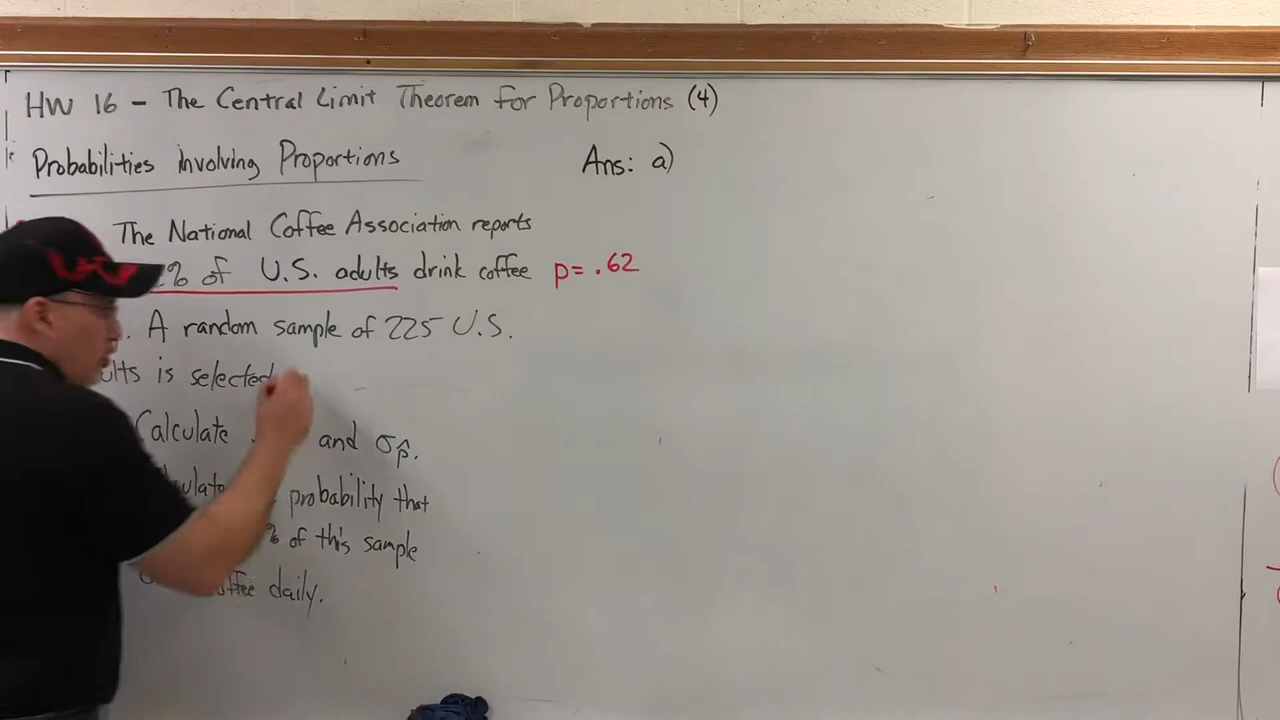 HW 16 - The Central Limit Theorem for Proportions (4)
Probabilities involving Proportions
Ans: a)
The National Coffee Association reports
% of U.S. adults drink coffee p= .62
. A random sample of 225 U.S.
is selected
Calculate and σp̂.
probability that
% of this sample
daily.